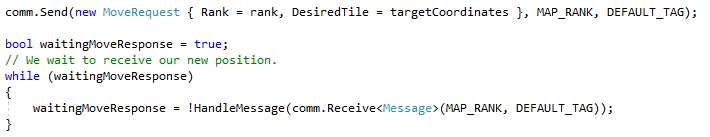 comm.Send(new MoveRequest { Rank = rank, DesiredTile = targetCoordinates }, MAP_RANK, DEFAULT_TAG);
bool waitingMoveResponse = true;
// We wait to receive our new position.
while (waitingMoveResponse)
{
    waitingMoveResponse = !HandleMessage(comm.Receive<Message>(MAP_RANK, DEFAULT_TAG));
}